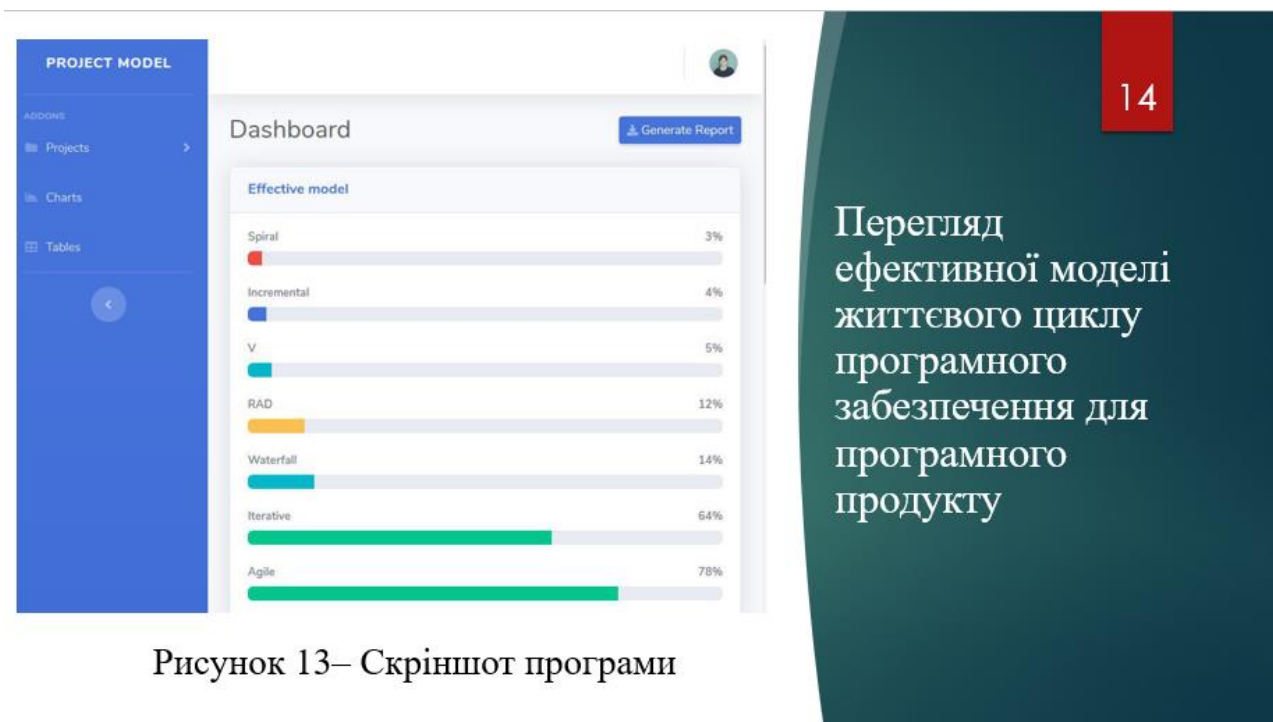 PROJECT MODEL
ADDONS
Projects
Charts
Tables
Dashboard
Generate Report
Effective model
Spiral 3%
Incremental 4%
V 5%
RAD 12%
Waterfall 14%
Iterative 64%
Agile 78%
Рисунок 13– Скріншот програми
14
Перегляд
ефективної моделі
життєвого циклу
програмного
забезпечення для
програмного
продукту